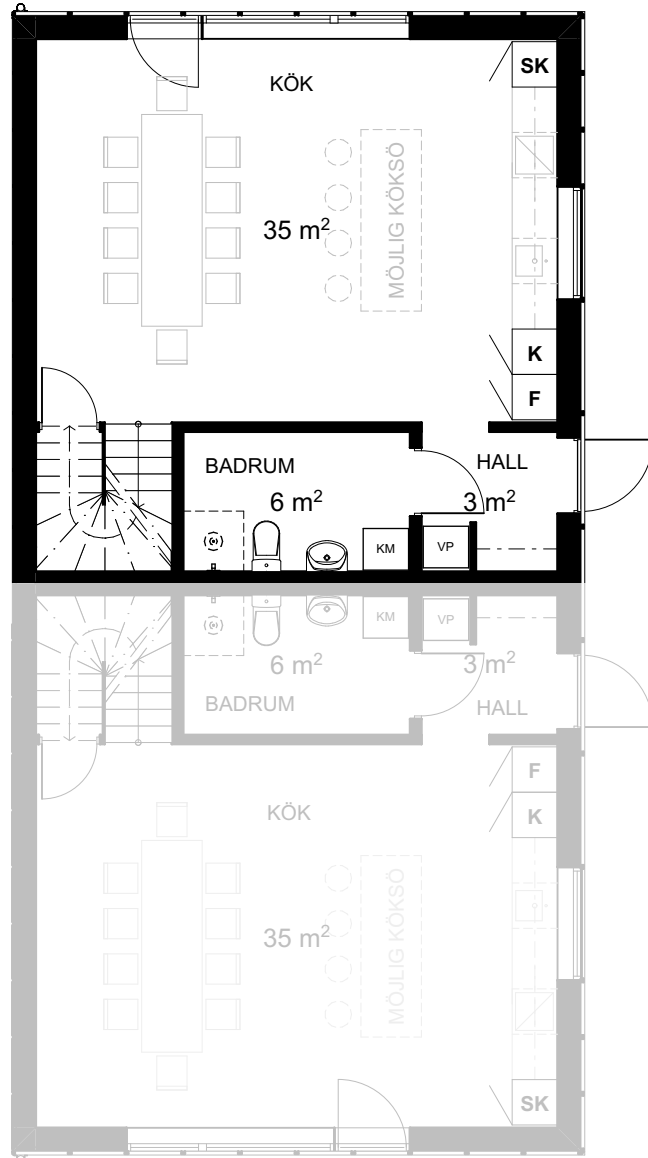 KÖK
SK
MÖJLIG KÖKSÖ
35 m²
K
F
BADRUM
6 m²
HALL
3 m²
KM
VP
KM
VP
6 m²
3 m²
BADRUM
HALL
F
K
KÖK
MÖJLIG KÖKSÖ
35 m²
SK